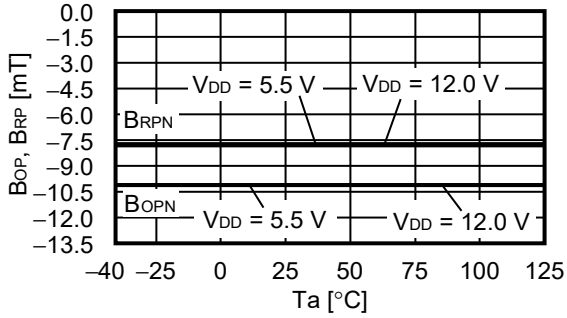 0.0
−1.5
−3.0
−4.5
−6.0
−7.5
−9.0
−10.5
−12.0
−13.5
BOP, BRP [mT]
VDD = 5.5 V
VDD = 12.0 V
BRPN
BOPN
VDD = 5.5 V
VDD = 12.0 V
−40 −25 0 25 50 75 100 125
Ta [°C]